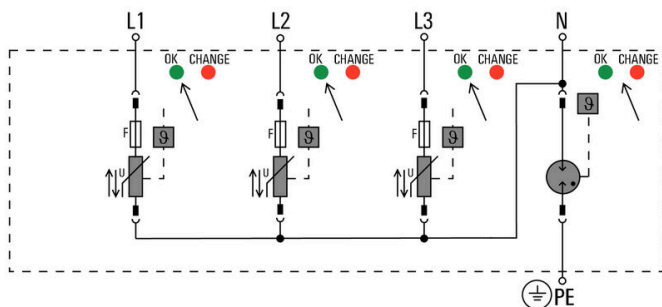 L1 L2 L3 N
OK CHANGE OK CHANGE OK CHANGE OK CHANGE
ϑ
F ϑ F ϑ F ϑ
U U U
PE